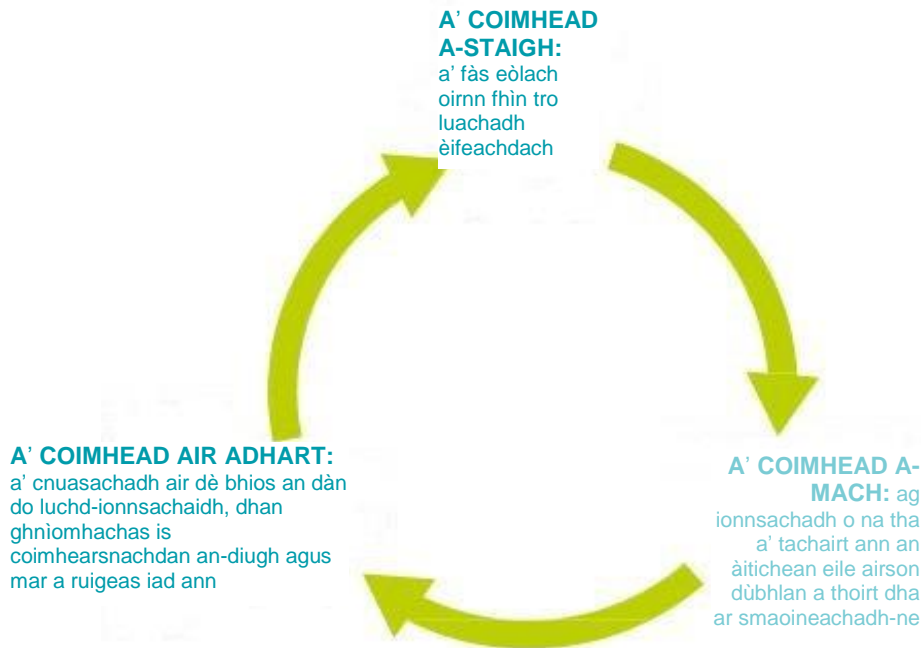 A' COIMHEAD
A-STAIGH:
a' fàs eòlach
oirnn fhìn tro
luachadh
èifeachdach
A' COIMHEAD A-
MACH: ag
ionnsachadh o na tha
a' tachairt ann an
àitichean eile airson
dùbhlan a thoirt dha
ar smaoineachadh-ne
A' COIMHEAD AIR ADHART:
a' cnuasachadh air dè bhios an dàn
do luchd-ionnsachaidh, dhan
ghnìomhachas is
coimhearsnachdan an-diugh agus
mar a ruigeas iad ann